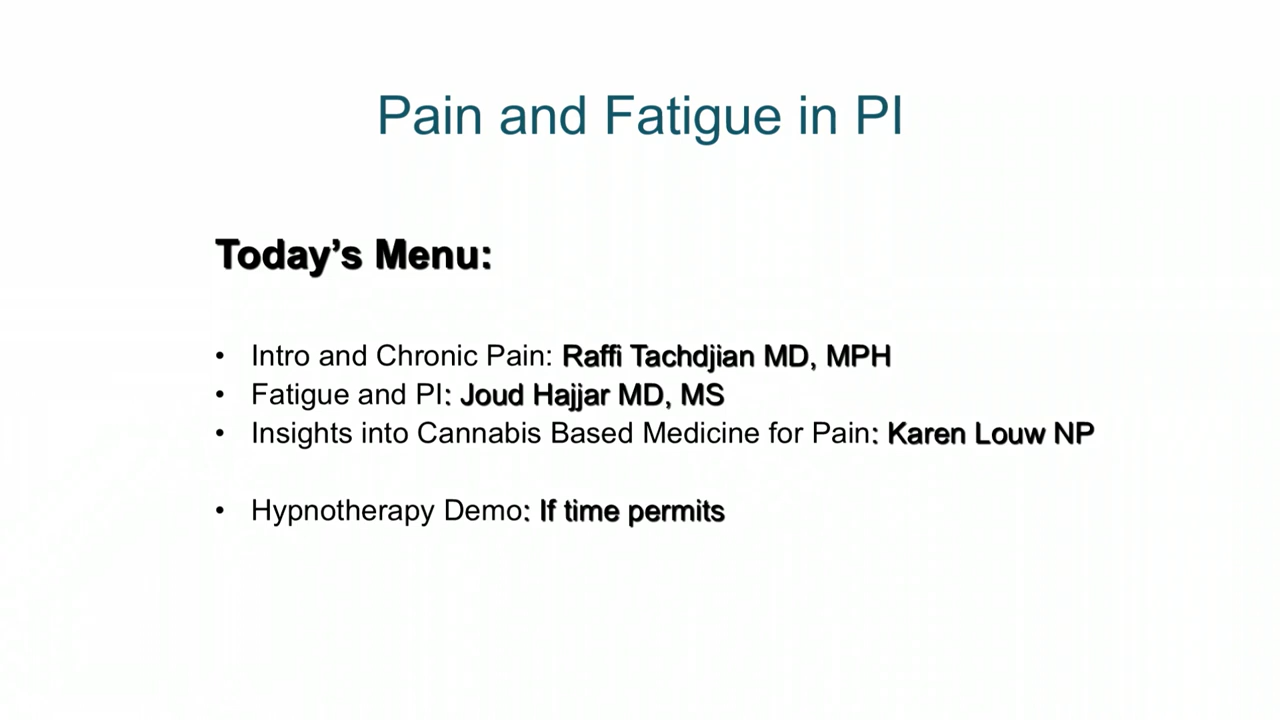 Pain and Fatigue in PI
Today’s Menu:
• Intro and Chronic Pain: Raffi Tachdjian MD, MPH
• Fatigue and PI: Joud Hajjar MD, MS
• Insights into Cannabis Based Medicine for Pain: Karen Louw NP
• Hypnotherapy Demo: If time permits